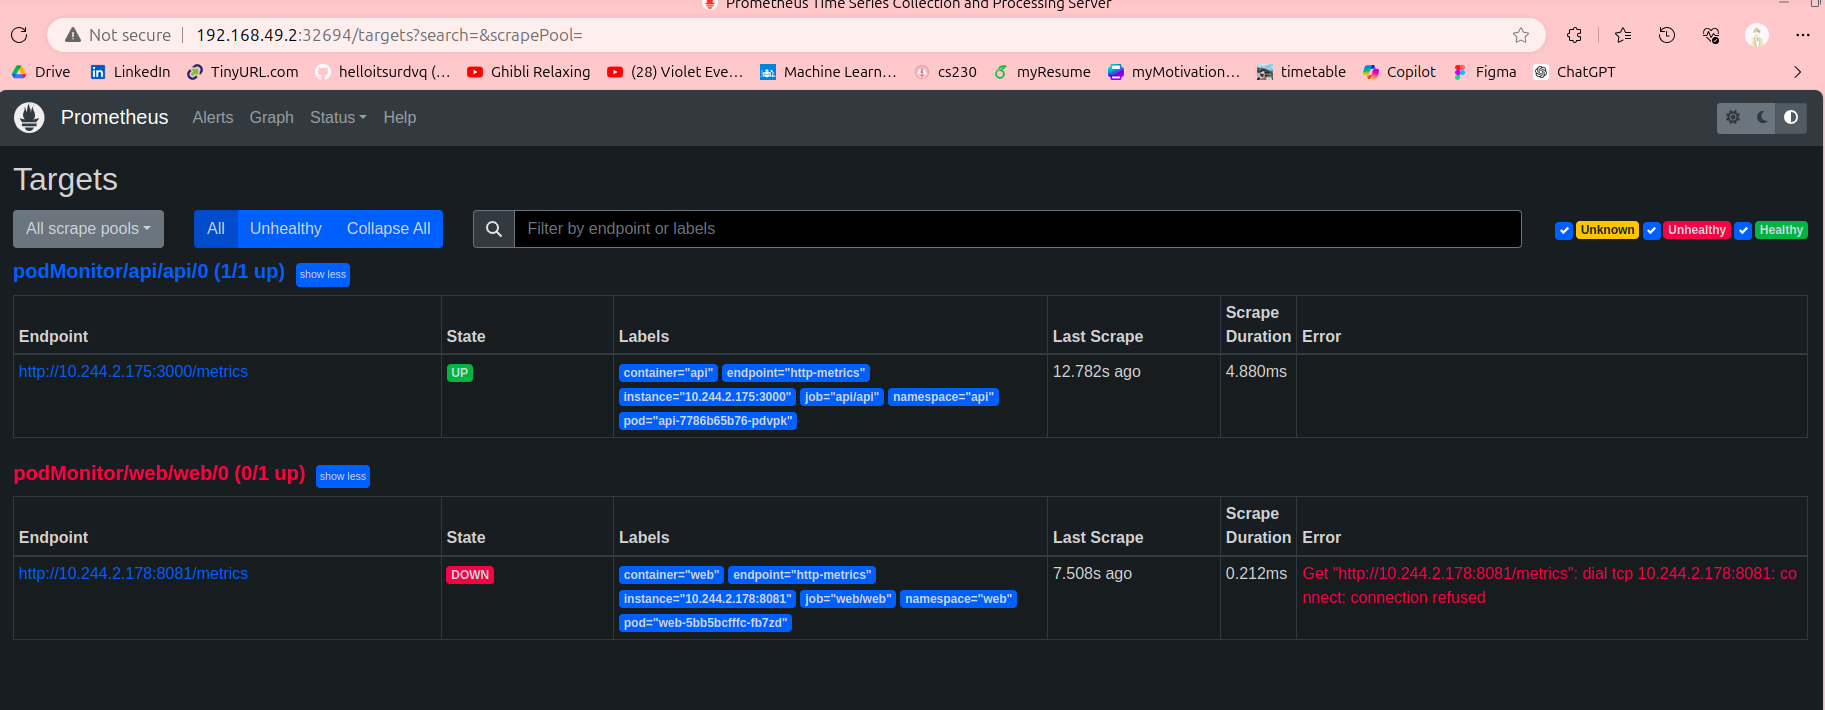 Prometheus Time Series Collection and Processing Server
Not secure 192.168.49.2:32694/targets?search=&scrapePool=
Drive LinkedIn TinyURL.com helloitsurdvq (... Ghibli Relaxing (28) Violet Eve... Machine Learn... cs230 myResume myMotivation... timetable Copilot Figma ChatGPT
Prometheus Alerts Graph Status Help
Targets
All scrape pools All Unhealthy Collapse All Filter by endpoint or labels Unknown Unhealthy Healthy
podMonitor/api/api/0 (1/1 up) show less
Scrape
Endpoint State Labels Last Scrape Duration Error
http://10.244.2.175:3000/metrics UP container="api" endpoint="http-metrics" 12.782s ago 4.880ms
instance="10.244.2.175:3000" job="api/api" namespace="api"
pod="api-7786b65b76-pdvpk"
podMonitor/web/web/0 (0/1 up) show less
Scrape
Endpoint State Labels Last Scrape Duration Error
http://10.244.2.178:8081/metrics DOWN container="web" endpoint="http-metrics" 7.508s ago 0.212ms Get "http://10.244.2.178:8081/metrics": dial tcp 10.244.2.178:8081: co
instance="10.244.2.178:8081" job="web/web" namespace="web" nnect: connection refused
pod="web-5bb5bcfffc-fb7zd"